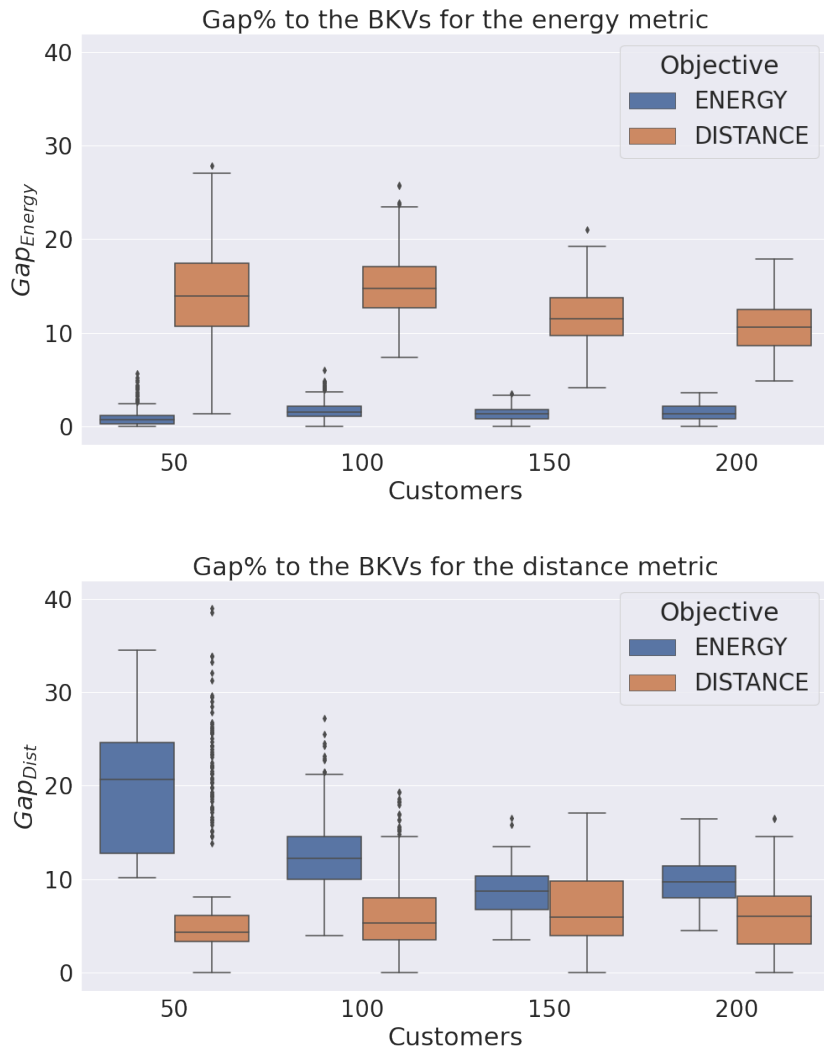 Gap% to the BKVs for the energy metric
40
30
20
10
0
Gap_Energy
Objective
ENERGY
DISTANCE
50 100 150 200
Customers
Gap% to the BKVs for the distance metric
40
30
20
10
0
Gap_Dist
Objective
ENERGY
DISTANCE
50 100 150 200
Customers